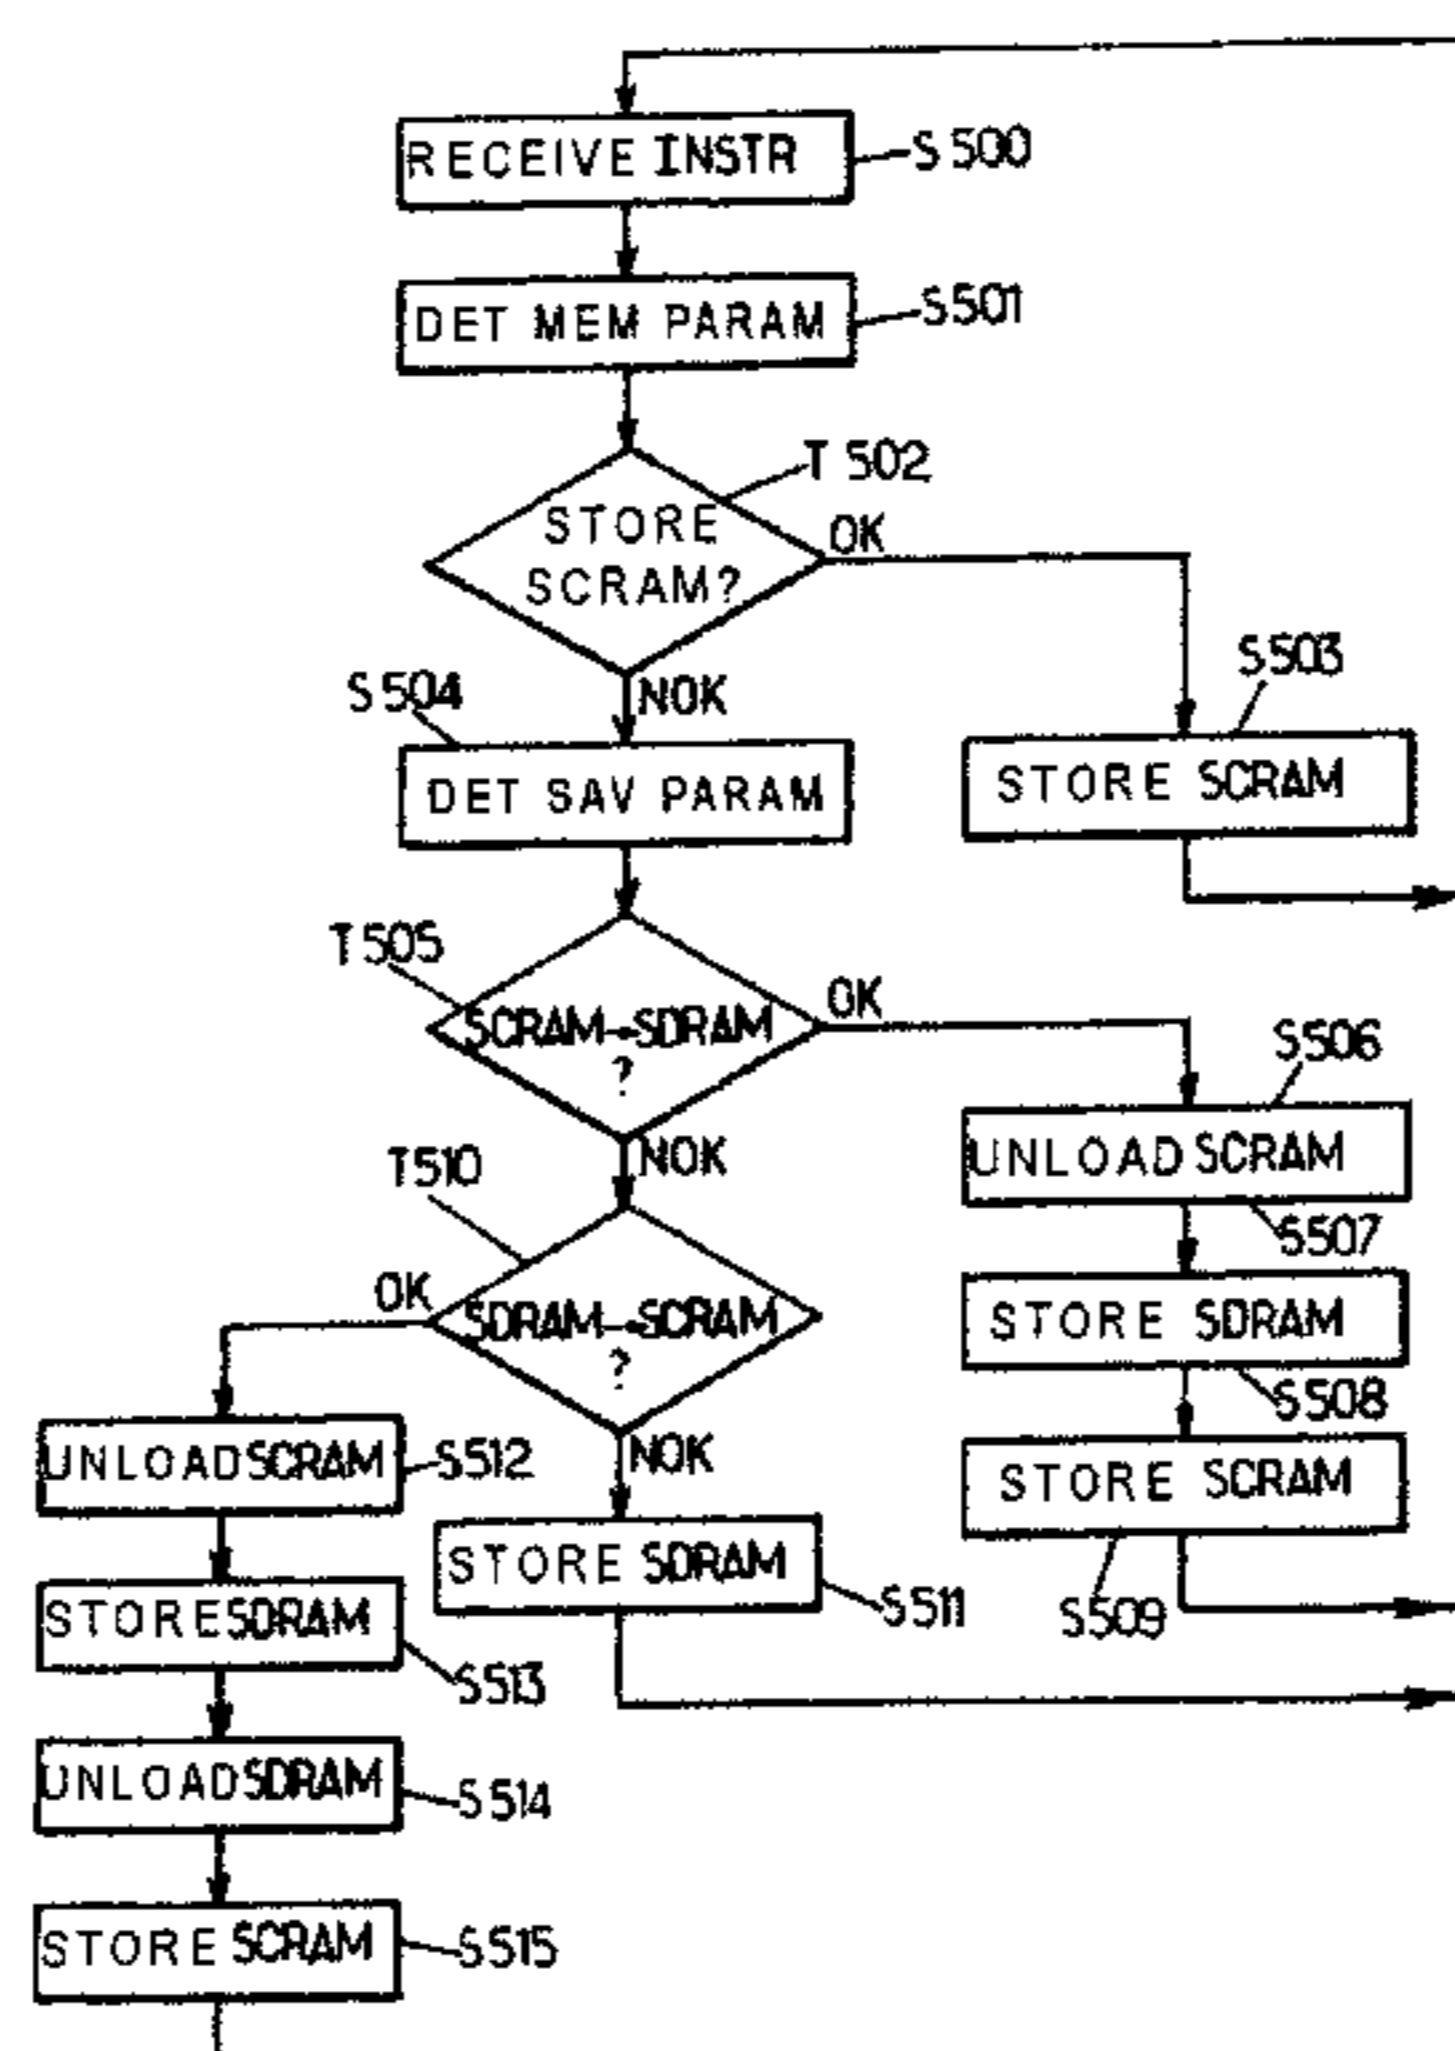 RECEIVE INSTR
S500
DET MEM PARAM
S501
T 502
STORE
SCRAM?
OK
NOK
S503
STORE SCRAM
S504
DET SAV PARAM
T505
SCRAM→SDRAM
?
OK
NOK
S506
UNLOAD SCRAM
S507
STORE SDRAM
S508
STORE SCRAM
S509
T510
SDRAM→SCRAM
?
OK
NOK
STORE SDRAM
S511
UNLOAD SCRAM
S512
STORE SDRAM
S513
UNLOAD SDRAM
S514
STORE SCRAM
S515